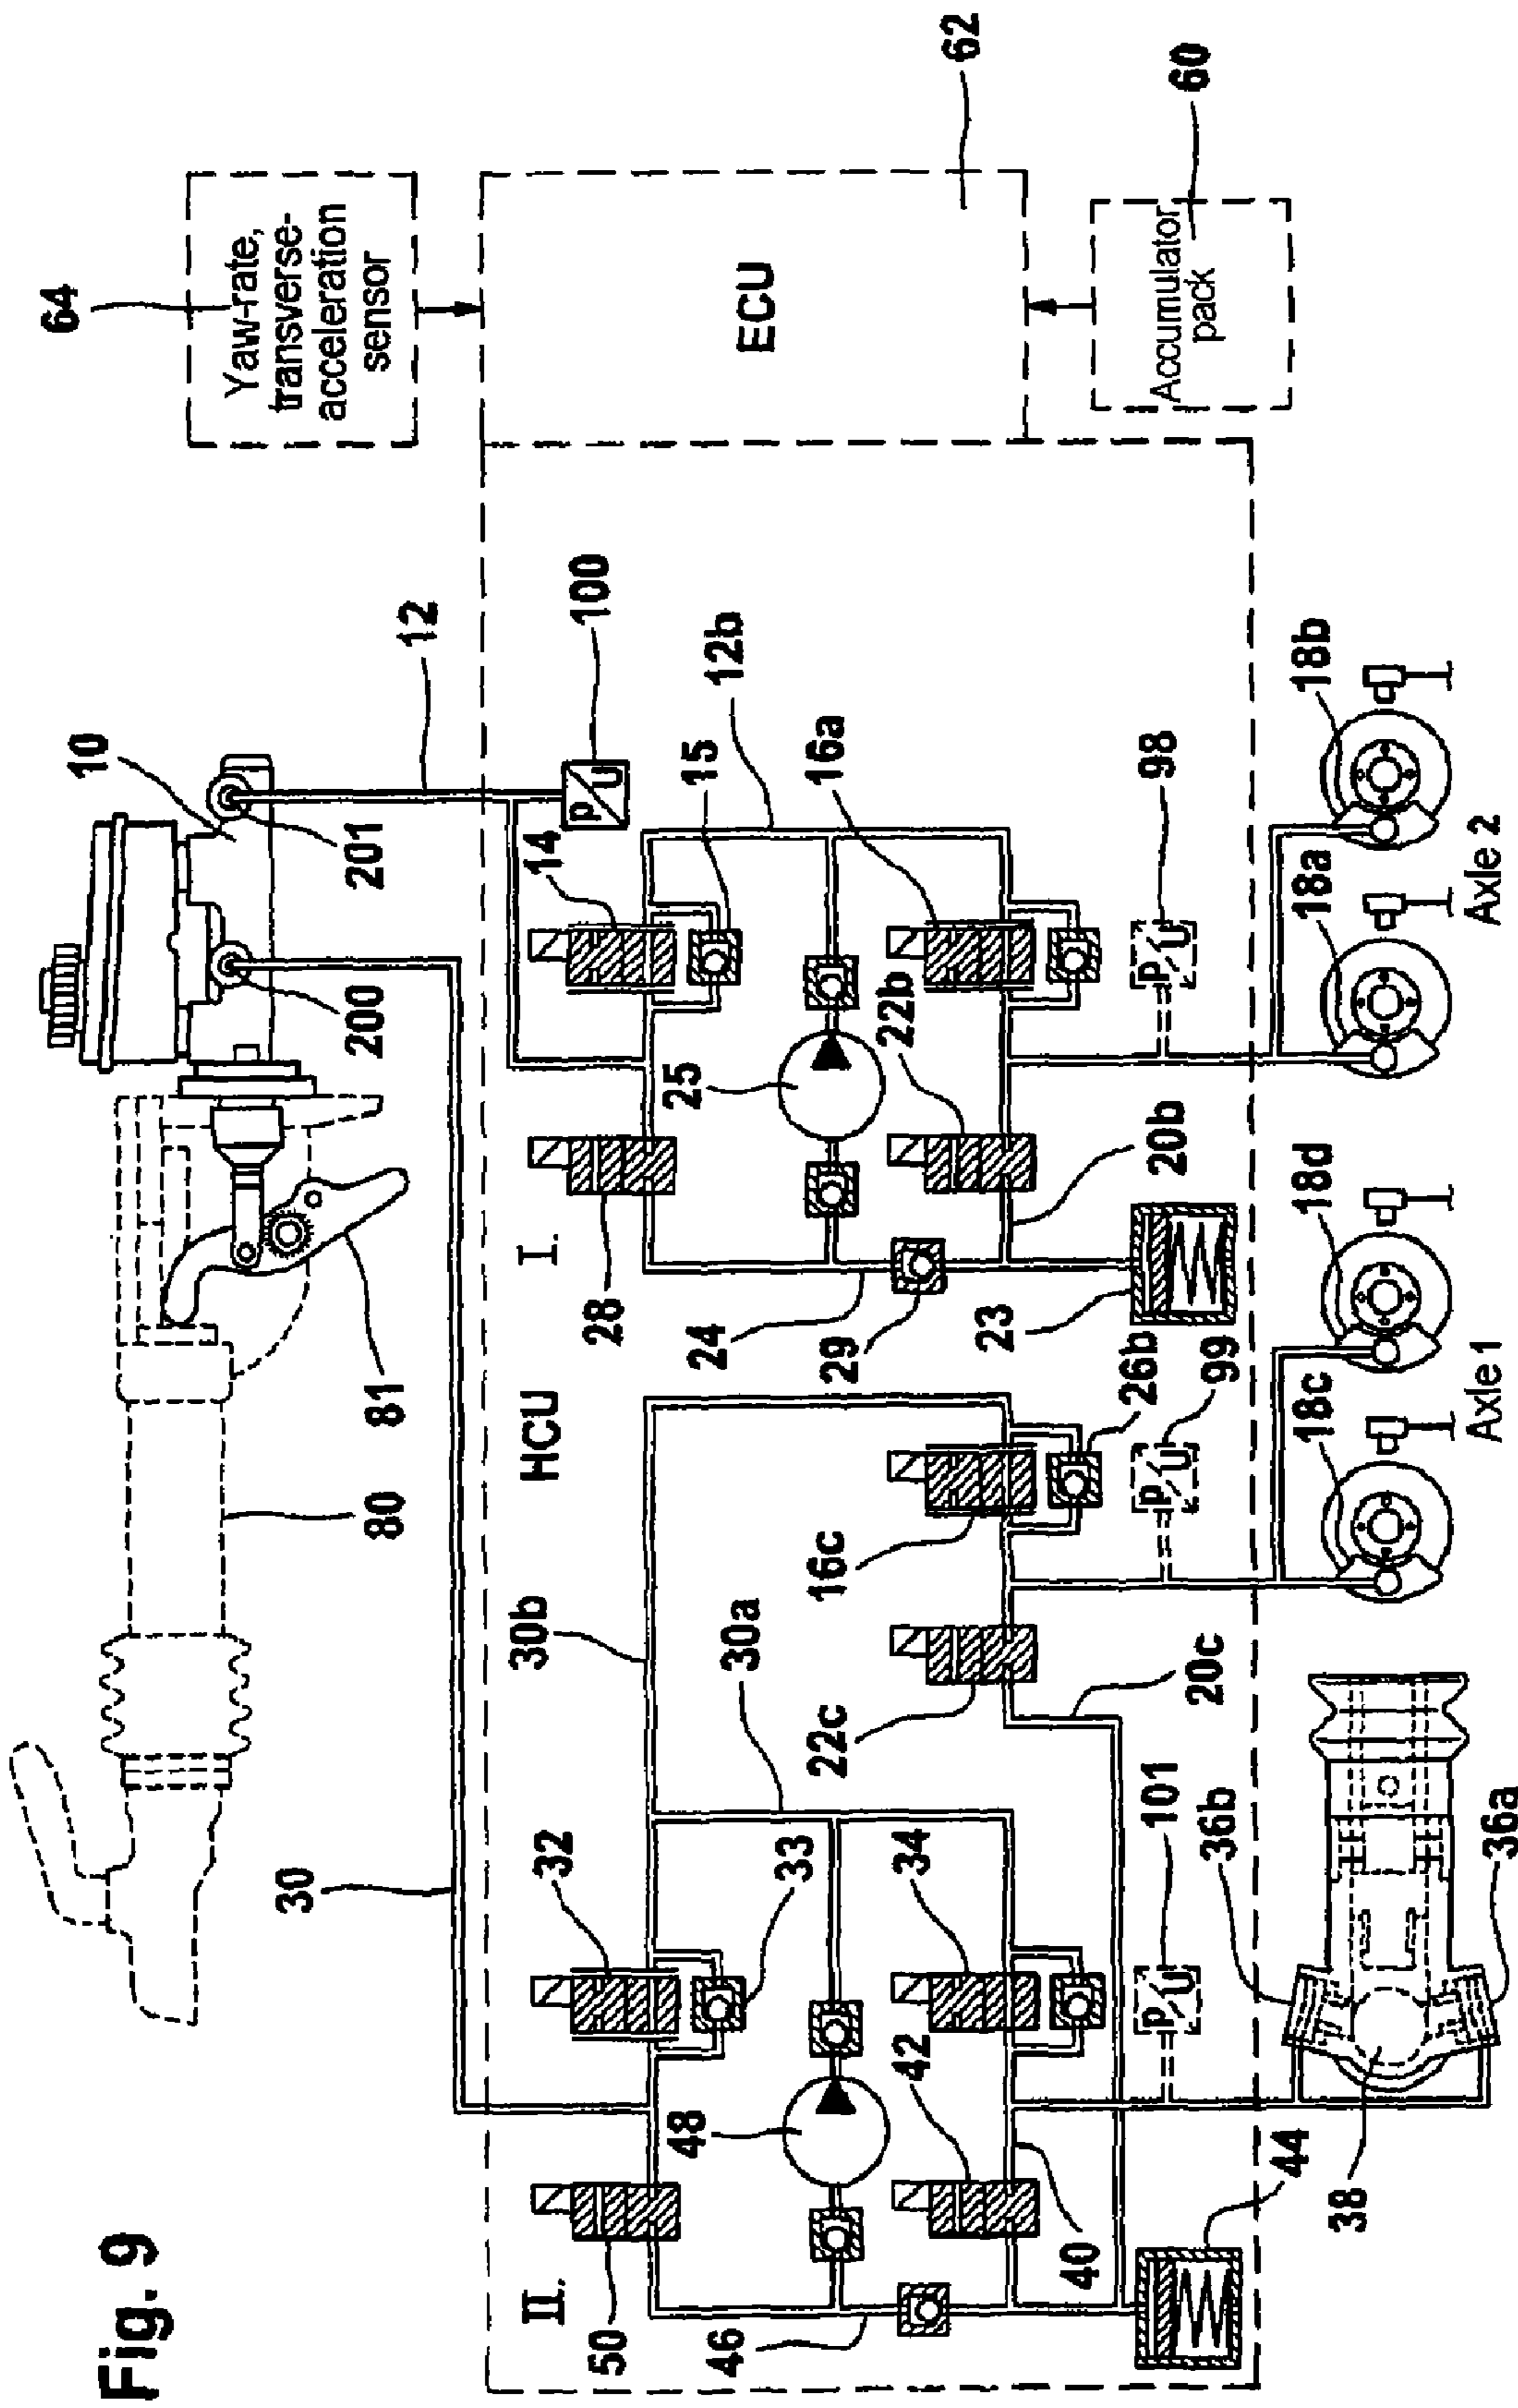 Fig. 9
64
Yaw-rate,
transverse-
acceleration
sensor
62
ECU
60
Accumulator
pack
10
12
201
200
81
80
30
100
P
U
12b
14
15
16a
98
P
U
18b
18a
Axle 2
25
22b
20b
I.
28
24
29
23
HCU
26b
99
P
U
18d
18c
Axle 1
16c
30b
30a
22c
20c
32
33
34
101
P
U
36b
36a
48
42
II.
50
46
40
38
44